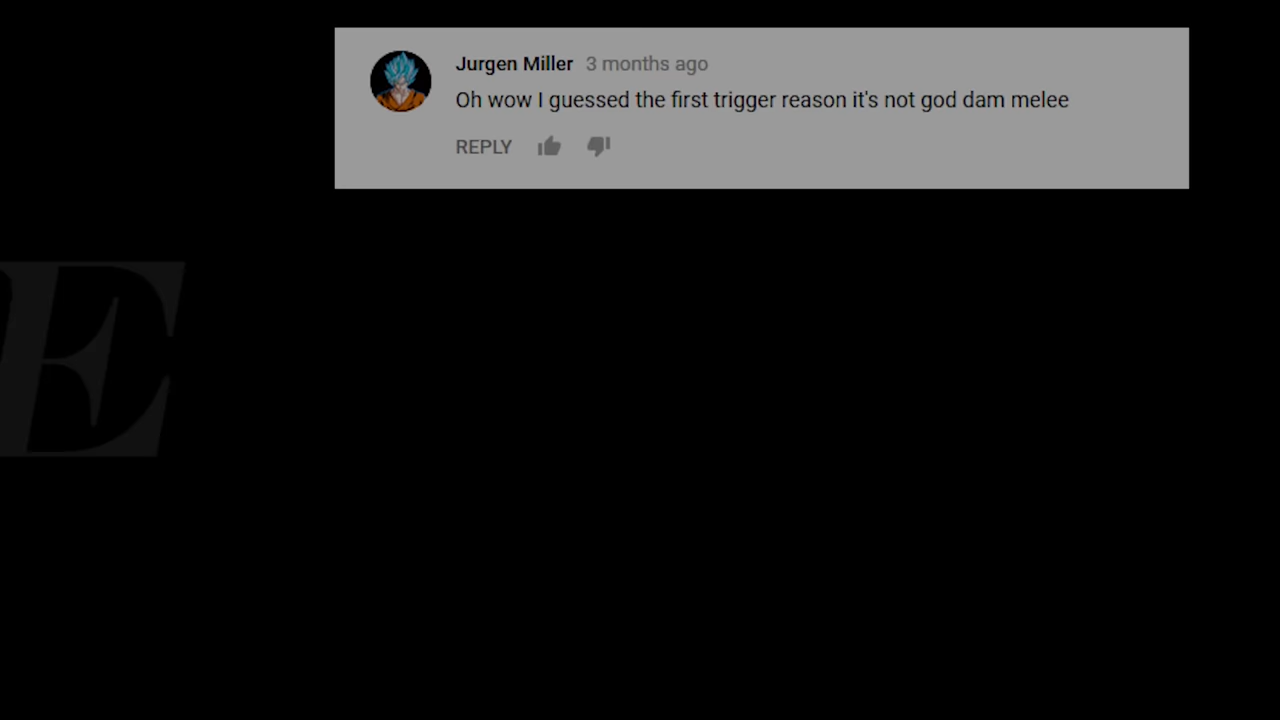 Jurgen Miller 3 months ago
Oh wow I guessed the first trigger reason it's not god dam melee
REPLY
E